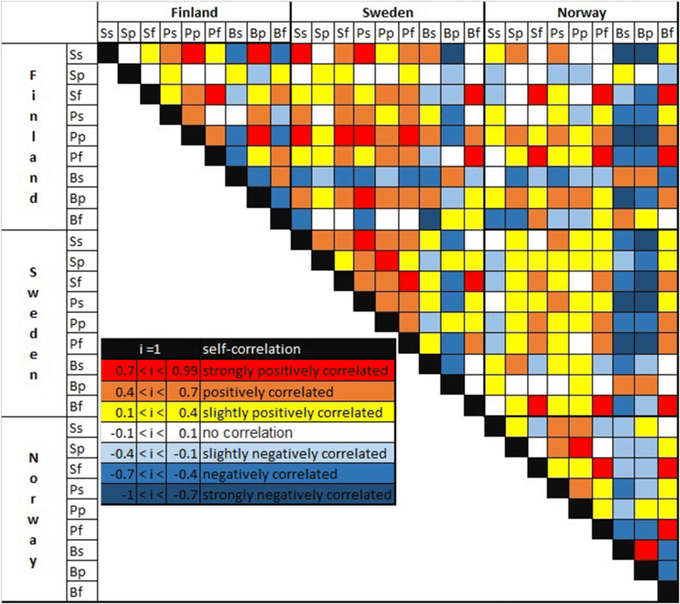 Finland Sweden Norway
Ss Sp Sf Ps Pp Pf Bs Bp Bf Ss Sp Sf Ps Pp Pf Bs Bp Bf Ss Sp Sf Ps Pp Pf Bs Bp Bf
Finland
Ss
Sp
Sf
Ps
Pp
Pf
Bs
Bp
Bf
Sweden
Ss
Sp
Sf
Ps
Pp
Pf
Bs
Bp
Bf
Norway
Ss
Sp
Sf
Ps
Pp
Pf
Bs
Bp
Bf
i =1 self-correlation
0.7 < i < 0.99 strongly positively correlated
0.4 < i < 0.7 positively correlated
0.1 < i < 0.4 slightly positively correlated
-0.1 < i < 0.1 no correlation
-0.4 < i < -0.1 slightly negatively correlated
-0.7 < i < -0.4 negatively correlated
-1 < i < -0.7 strongly negatively correlated